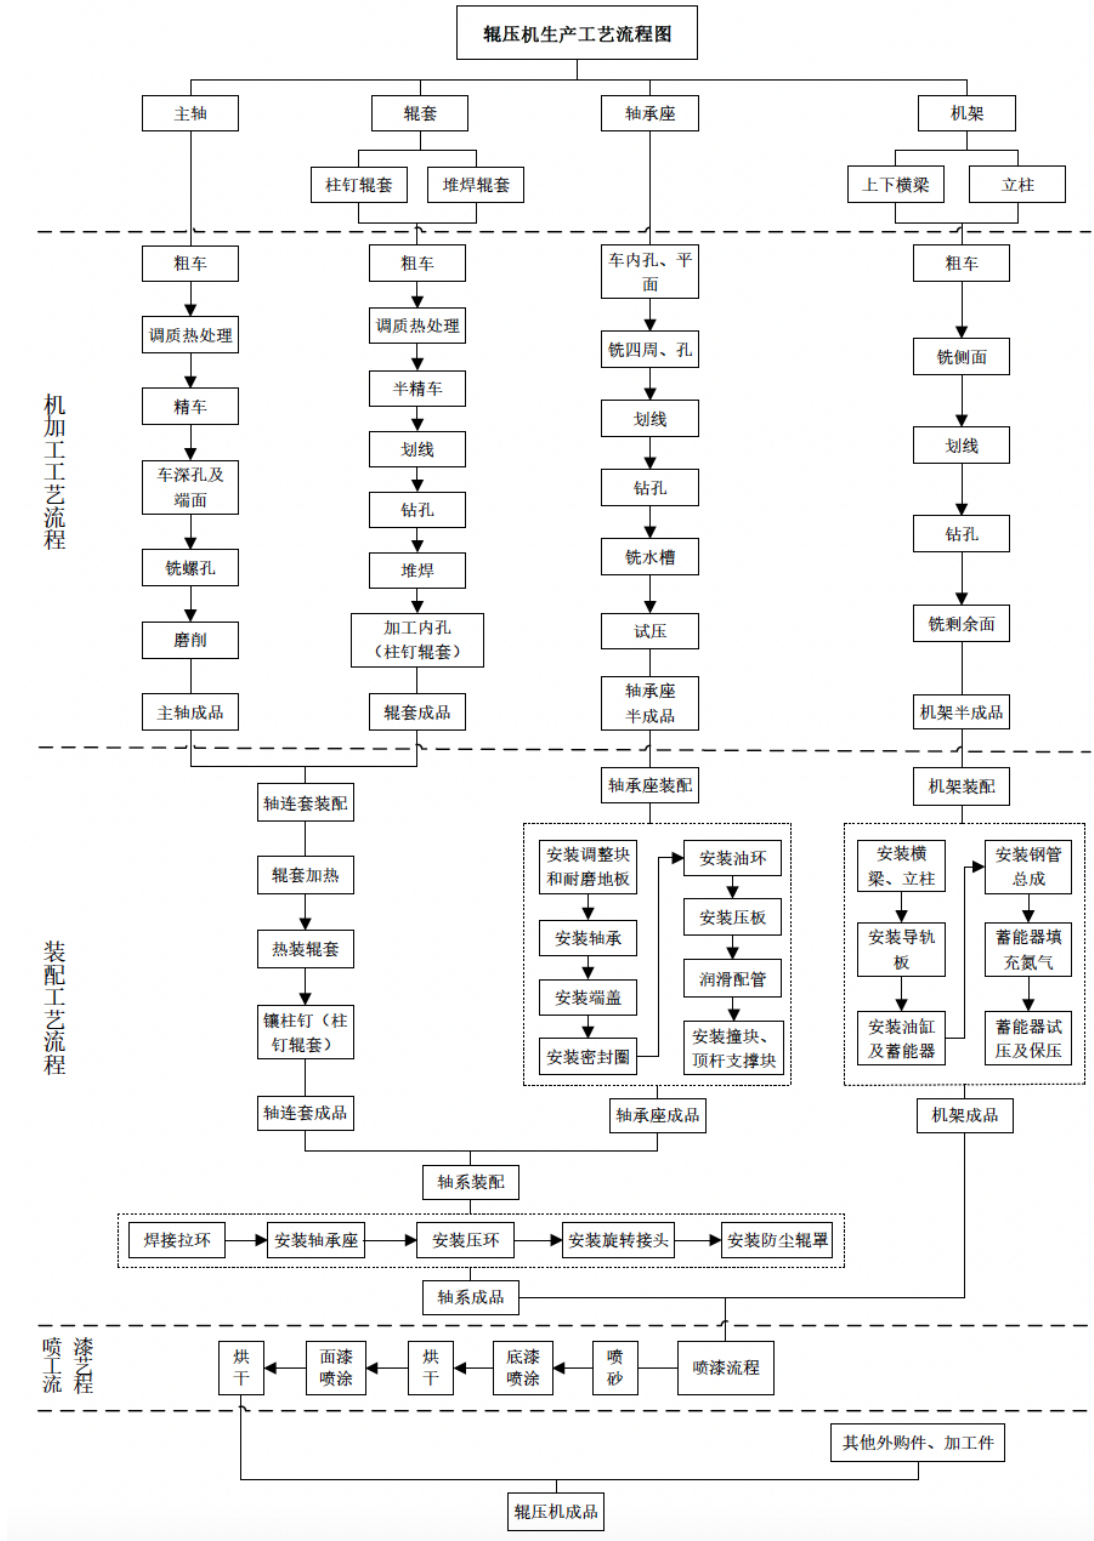 辊压机生产工艺流程图
主轴
辊套
轴承座
机架
柱钉辊套
堆焊辊套
上下横梁
立柱
机加工工艺流程
粗车
调质热处理
精车
车深孔及
端面
铣螺孔
磨削
主轴成品
粗车
调质热处理
半精车
划线
钻孔
堆焊
加工内孔
（柱钉辊套）
辊套成品
车内孔、平
面
铣四周、孔
划线
钻孔
铣水槽
试压
轴承座
半成品
粗车
铣侧面
划线
钻孔
铣剩余面
机架半成品
装配工艺流程
轴连套装配
辊套加热
热装辊套
镶柱钉（柱
钉辊套）
轴连套成品
轴承座装配
安装调整块
和耐磨地板
安装轴承
安装端盖
安装密封圈
安装油环
安装压板
润滑配管
安装撞块、
顶杆支撑块
轴承座成品
机架装配
安装横
梁、立柱
安装导轨
板
安装油缸
及蓄能器
安装钢管
总成
蓄能器填
充氮气
蓄能器试
压及保压
机架成品
轴系装配
焊接拉环
安装轴承座
安装压环
安装旋转接头
安装防尘辊罩
轴系成品
喷漆
工艺
流程
烘
干
面漆
喷涂
烘
干
底漆
喷涂
喷
砂
喷漆流程
其他外购件、加工件
辊压机成品